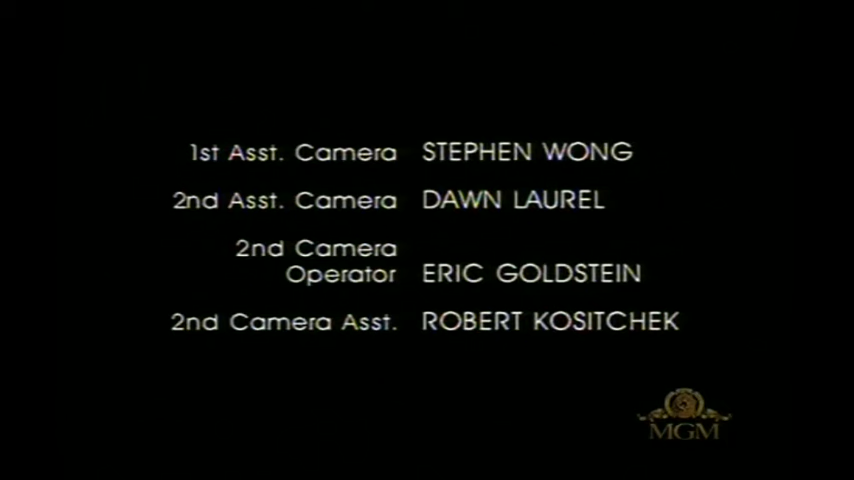 1st Asst. Camera STEPHEN WONG
2nd Asst. Camera DAWN LAUREL
2nd Camera
Operator ERIC GOLDSTEIN
2nd Camera Asst. ROBERT KOSITCHEK
MGM